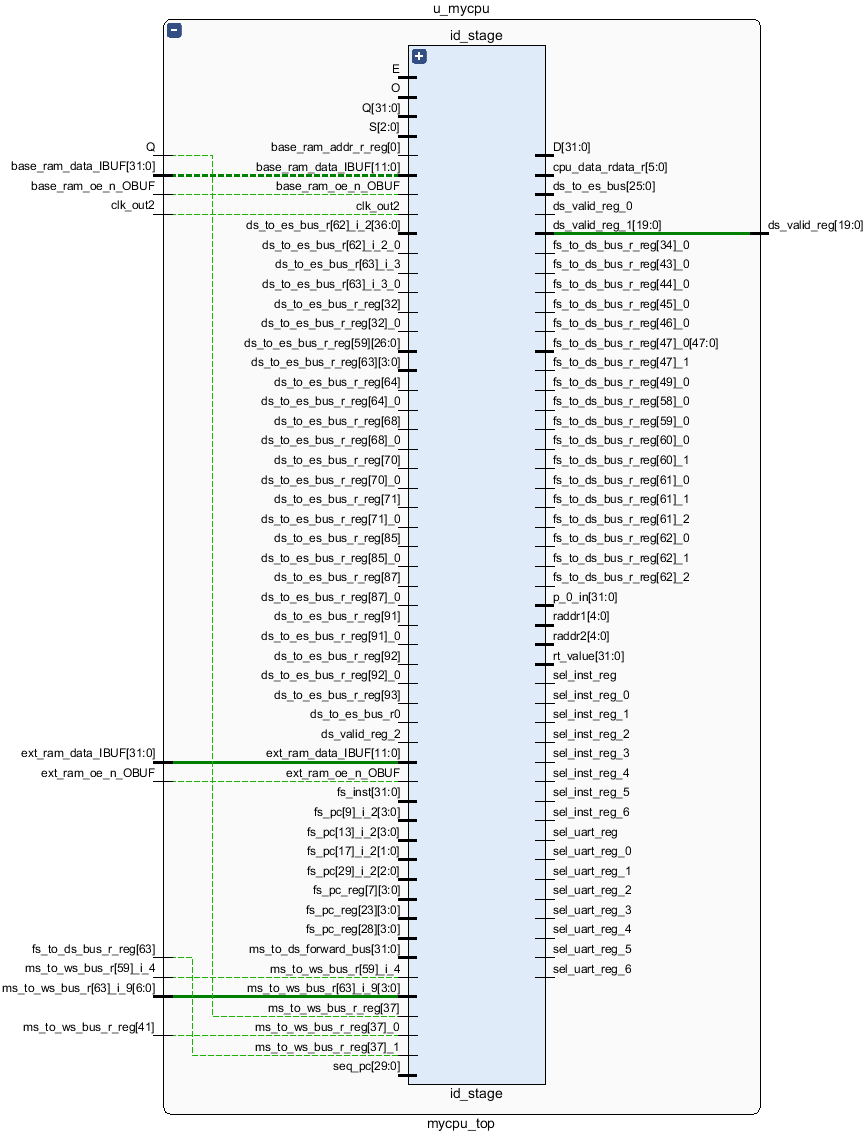 u_mycpu
id_stage
E
O
Q[31:0]
S[2:0]
Q
base_ram_addr_r_reg[0]
D[31:0]
base_ram_data_IBUF[31:0]
base_ram_data_IBUF[11:0]
cpu_data_rdata_r[5:0]
base_ram_oe_n_OBUF
base_ram_oe_n_OBUF
ds_to_es_bus[25:0]
clk_out2
clk_out2
ds_valid_reg_0
ds_to_es_bus_r[62]_i_2[36:0]
ds_valid_reg_1[19:0]
ds_valid_reg[19:0]
ds_to_es_bus_r[62]_i_2_0
fs_to_ds_bus_r_reg[34]_0
ds_to_es_bus_r[63]_i_3
fs_to_ds_bus_r_reg[43]_0
ds_to_es_bus_r[63]_i_3_0
fs_to_ds_bus_r_reg[44]_0
ds_to_es_bus_r_reg[32]
fs_to_ds_bus_r_reg[45]_0
ds_to_es_bus_r_reg[32]_0
fs_to_ds_bus_r_reg[46]_0
ds_to_es_bus_r_reg[59][26:0]
fs_to_ds_bus_r_reg[47]_0[47:0]
ds_to_es_bus_r_reg[63][3:0]
fs_to_ds_bus_r_reg[47]_1
ds_to_es_bus_r_reg[64]
fs_to_ds_bus_r_reg[49]_0
ds_to_es_bus_r_reg[64]_0
fs_to_ds_bus_r_reg[58]_0
ds_to_es_bus_r_reg[68]
fs_to_ds_bus_r_reg[59]_0
ds_to_es_bus_r_reg[68]_0
fs_to_ds_bus_r_reg[60]_0
ds_to_es_bus_r_reg[70]
fs_to_ds_bus_r_reg[60]_1
ds_to_es_bus_r_reg[70]_0
fs_to_ds_bus_r_reg[61]_0
ds_to_es_bus_r_reg[71]
fs_to_ds_bus_r_reg[61]_1
ds_to_es_bus_r_reg[71]_0
fs_to_ds_bus_r_reg[61]_2
ds_to_es_bus_r_reg[85]
fs_to_ds_bus_r_reg[62]_0
ds_to_es_bus_r_reg[85]_0
fs_to_ds_bus_r_reg[62]_1
ds_to_es_bus_r_reg[87]
fs_to_ds_bus_r_reg[62]_2
ds_to_es_bus_r_reg[87]_0
p_0_in[31:0]
ds_to_es_bus_r_reg[91]
raddr1[4:0]
ds_to_es_bus_r_reg[91]_0
raddr2[4:0]
ds_to_es_bus_r_reg[92]
rt_value[31:0]
ds_to_es_bus_r_reg[92]_0
sel_inst_reg
ds_to_es_bus_r_reg[93]
sel_inst_reg_0
ds_to_es_bus_r0
sel_inst_reg_1
ds_valid_reg_2
sel_inst_reg_2
ext_ram_data_IBUF[31:0]
ext_ram_data_IBUF[11:0]
sel_inst_reg_3
ext_ram_oe_n_OBUF
ext_ram_oe_n_OBUF
sel_inst_reg_4
fs_inst[31:0]
sel_inst_reg_5
fs_pc[9]_i_2[3:0]
sel_inst_reg_6
fs_pc[13]_i_2[3:0]
sel_uart_reg
fs_pc[17]_i_2[1:0]
sel_uart_reg_0
fs_pc[29]_i_2[2:0]
sel_uart_reg_1
fs_pc_reg[7][3:0]
sel_uart_reg_2
fs_pc_reg[23][3:0]
sel_uart_reg_3
fs_pc_reg[28][3:0]
sel_uart_reg_4
fs_to_ds_bus_r_reg[63]
ms_to_ds_forward_bus[31:0]
sel_uart_reg_5
ms_to_ws_bus_r[59]_i_4
ms_to_ws_bus_r[59]_i_4
sel_uart_reg_6
ms_to_ws_bus_r[63]_i_9[6:0]
ms_to_ws_bus_r[63]_i_9[3:0]
ms_to_ws_bus_r_reg[37]
ms_to_ws_bus_r_reg[41]
ms_to_ws_bus_r_reg[37]_0
ms_to_ws_bus_r_reg[37]_1
seq_pc[29:0]
id_stage
mycpu_top